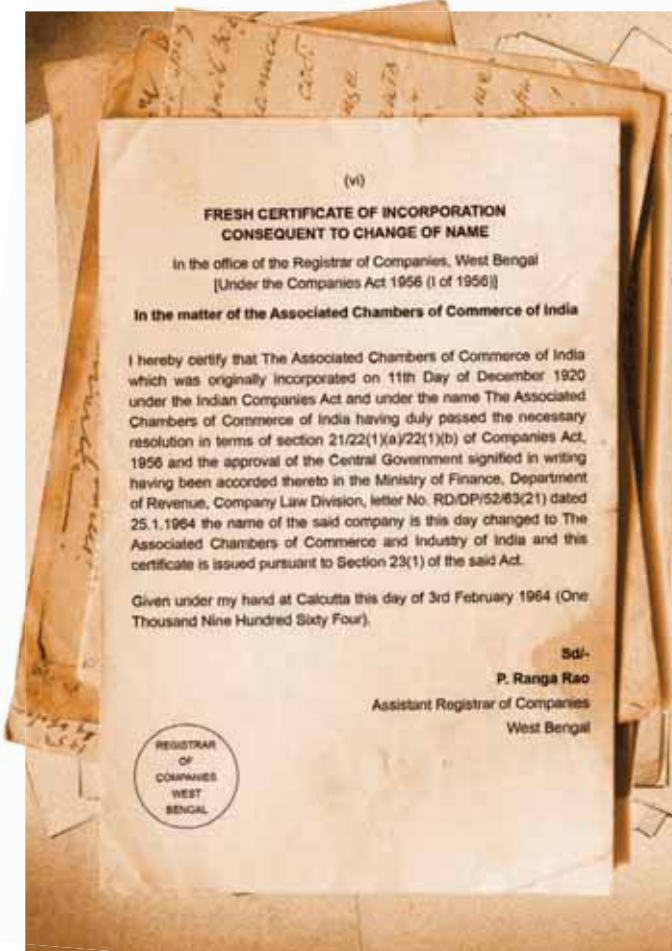 (vi)
FRESH CERTIFICATE OF INCORPORATION
CONSEQUENT TO CHANGE OF NAME
In the office of the Registrar of Companies, West Bengal
[Under the Companies Act 1956 (I of 1956)]
In the matter of the Associated Chambers of Commerce of India
I hereby certify that The Associated Chambers of Commerce of India
which was originally incorporated on 11th Day of December 1920
under the Indian Companies Act and under the name The Associated
Chambers of Commerce of India having duly passed the necessary
resolution in terms of section 21/22(1)(a)/22(1)(b) of Companies Act,
1956 and the approval of the Central Government signified in writing
having been accorded thereto in the Ministry of Finance, Department
of Revenue, Company Law Division, letter No. RD/DP/52/63(21) dated
25.1.1964 the name of the said company is this day changed to The
Associated Chambers of Commerce and Industry of India and this
certificate is issued pursuant to Section 23(1) of the said Act.
Given under my hand at Calcutta this day of 3rd February 1964 (One
Thousand Nine Hundred Sixty Four).
Sd/-
P. Ranga Rao
Assistant Registrar of Companies
West Bengal
REGISTRAR
OF
COMPANIES
WEST
BENGAL